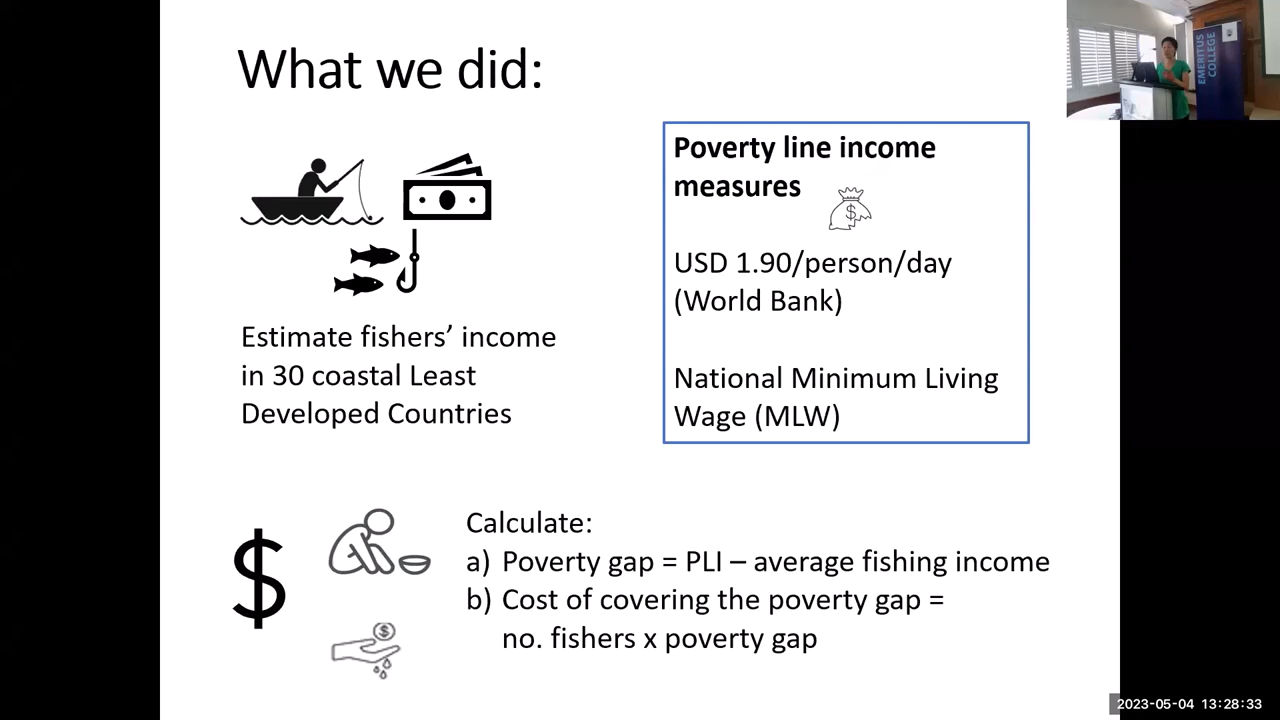 What we did:
Poverty line income
measures
$
USD 1.90/person/day
(World Bank)
National Minimum Living
Wage (MLW)
Estimate fishers’ income
in 30 coastal Least
Developed Countries
$
$
Calculate:
a) Poverty gap = PLI – average fishing income
b) Cost of covering the poverty gap =
no. fishers x poverty gap
EMERITUS
COLLEGE
2023-05-04 13:28:33